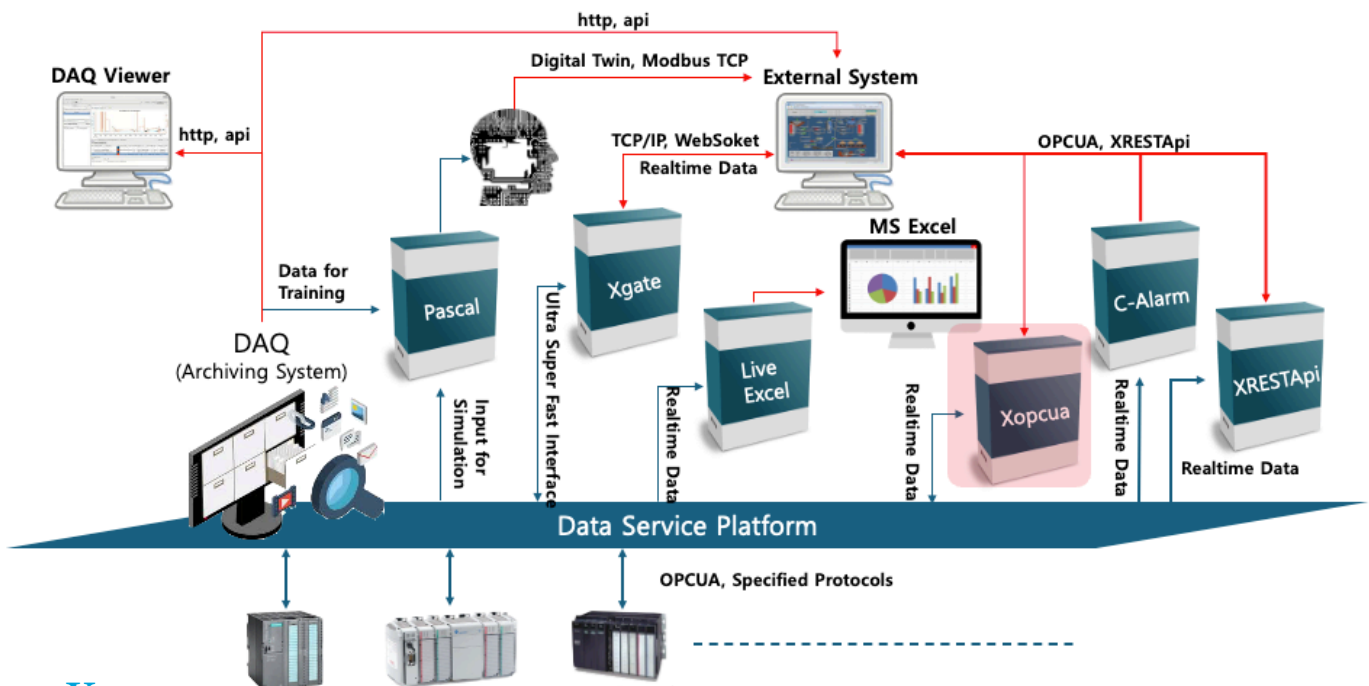 http, api
Digital Twin, Modbus TCP
DAQ Viewer
External System
http, api
TCP/IP, WebSoket
Realtime Data
OPCUA, XRESTApi
MS Excel
Data for
Training
Pascal
Xgate
C-Alarm
DAQ
(Archiving System)
Ultra Super Fast Interface
Live
Excel
XRESTApi
Xopcua
Input for
Simulation
Realtime Data
Realtime Data
Realtime Data
Realtime Data
Data Service Platform
OPCUA, Specified Protocols